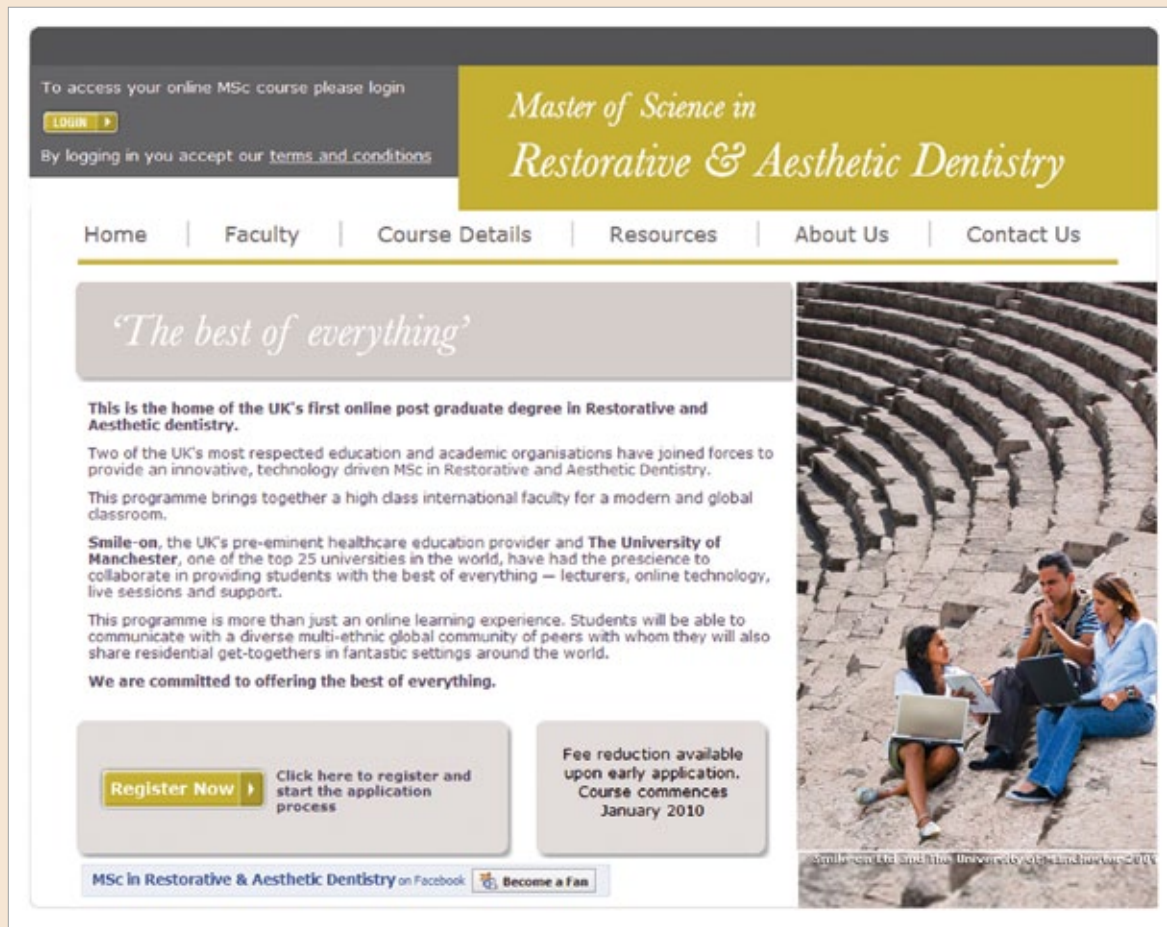 To access your online MSc course please login
LOGIN
By logging in you accept our terms and conditions
Master of Science in
Restorative & Aesthetic Dentistry
Home
Faculty
Course Details
Resources
About Us
Contact Us
‘The best of everything’
This is the home of the UK's first online post graduate degree in Restorative and
Aesthetic dentistry.
Two of the UK's most respected education and academic organisations have joined forces to
provide an innovative, technology driven MSc in Restorative and Aesthetic Dentistry.
This programme brings together a high class international faculty for a modern and global
classroom.
Smile-on, the UK's pre-eminent healthcare education provider and The University of
Manchester, one of the top 25 universities in the world, have had the prescience to
collaborate in providing students with the best of everything — lecturers, online technology,
live sessions and support.
This programme is more than just an online learning experience. Students will be able to
communicate with a diverse multi-ethnic global community of peers with whom they will also
share residential get-togethers in fantastic settings around the world.
We are committed to offering the best of everything.
Register Now
Click here to register and
start the application
process
Fee reduction available
upon early application.
Course commences
January 2010
MSc in Restorative & Aesthetic Dentistry on Facebook
Become a Fan
Smile-on Ltd and The University of Manchester 2009